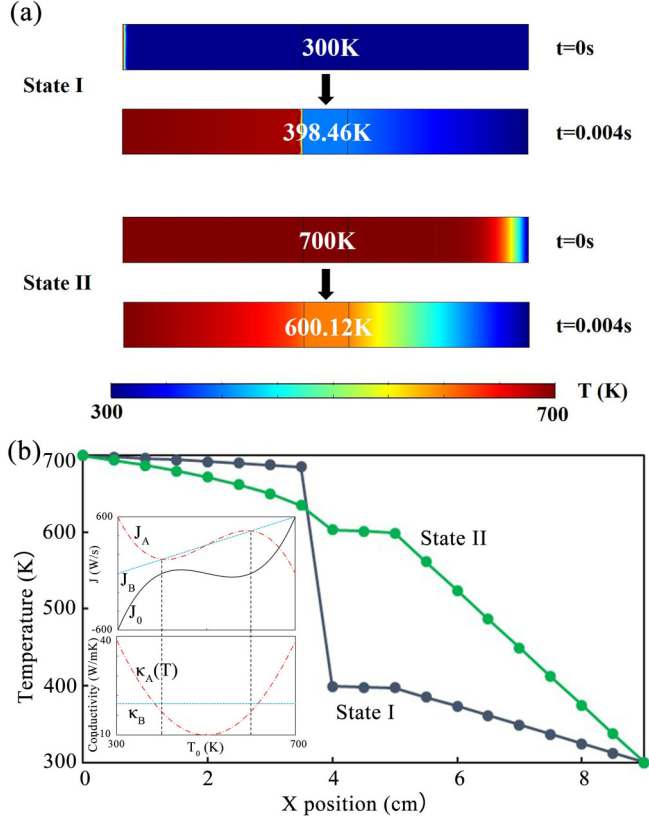 (a)
300K
t=0s
State I
398.46K
t=0.004s
700K
t=0s
State II
600.12K
t=0.004s
T (K)
300
700
(b)
Temperature (K)
700
600
500
400
300
600
J (W/s)
-600
J_A
J_B
J_0
40
Conductivity (W/mK)
-10
κ_A(T)
κ_B
300
T_0 (K)
700
State II
State I
0
2
4
6
8
X position (cm)